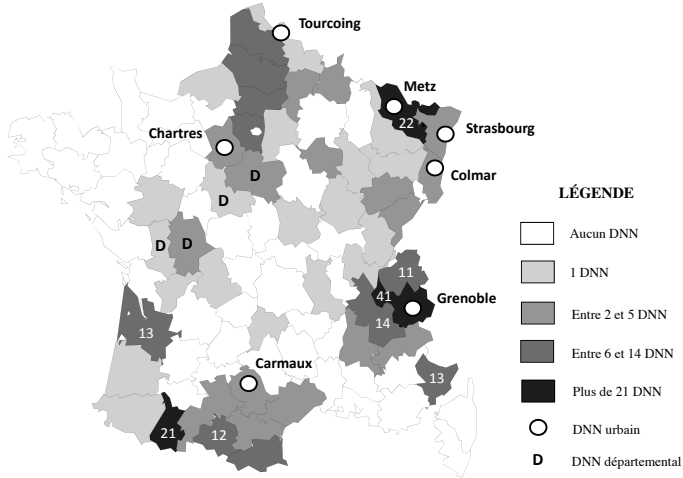 Tourcoing
Metz
22
Chartres
Strasbourg
D
Colmar
D
D
D
LÉGENDE
Aucun DNN
1 DNN
11
41
Grenoble
Entre 2 et 5 DNN
14
13
Entre 6 et 14 DNN
Carmaux
13
Plus de 21 DNN
21
12
DNN urbain
D
DNN départemental